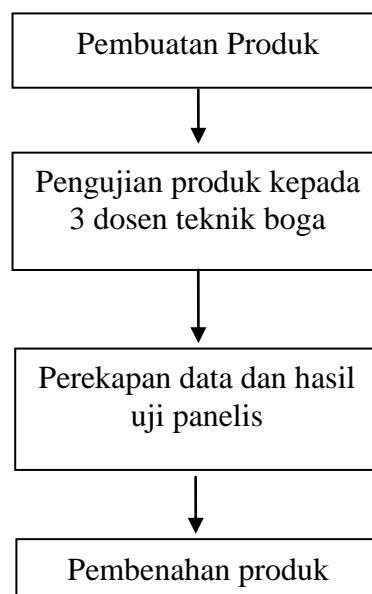 Pembuatan Produk
Pengujian produk kepada
3 dosen teknik boga
Perekapan data dan hasil
uji panelis
Pembenahan produk